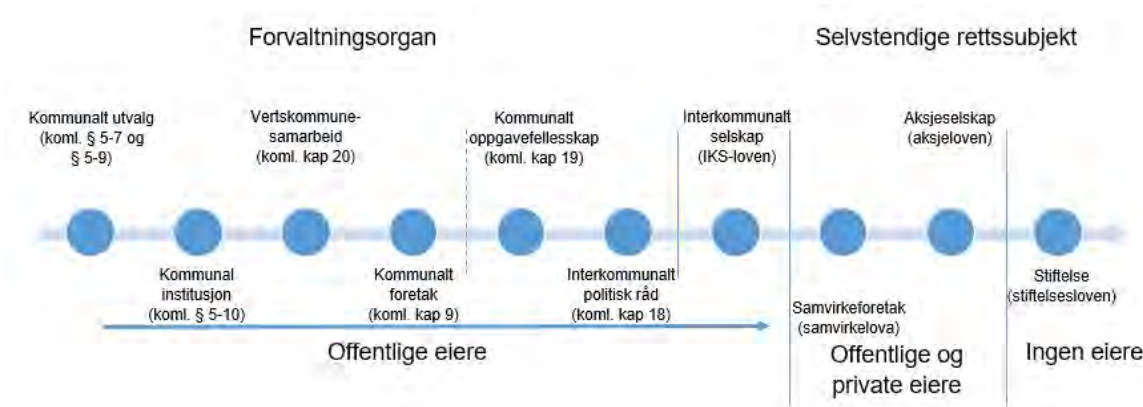 Forvaltningsorgan
Selvstendige rettssubjekt
Kommunalt utvalg
(koml. § 5-7 og
§ 5-9)
Vertskommune-
samarbeid
(koml. kap 20)
Kommunalt
oppgavefellesskap
(koml. kap 19)
Interkommunalt
selskap
(IKS-loven)
Aksjeselskap
(aksjeloven)
Kommunal
institusjon
(koml. § 5-10)
Kommunalt
foretak
(koml. kap 9)
Interkommunalt
politisk råd
(koml. kap 18)
Samvirkeforetak
(samvirkelova)
Stiftelse
(stiftelsesloven)
Offentlige eiere
Offentlige og
private eiere
Ingen eiere